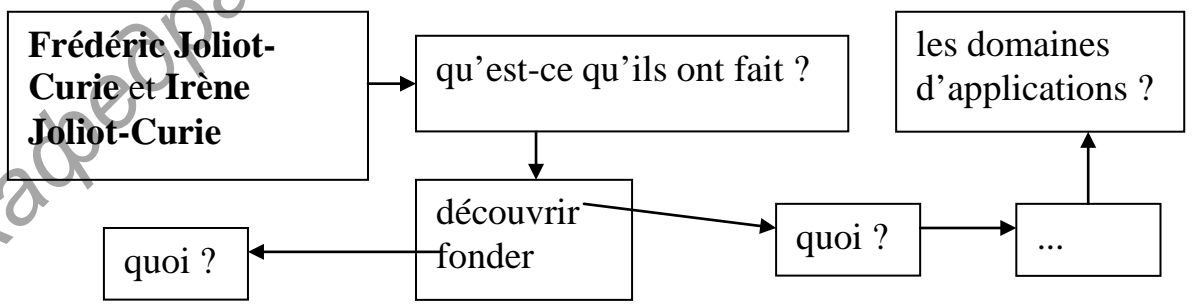 Frédéric Joliot-
Curie et Irène
Joliot-Curie
qu’est-ce qu’ils ont fait ?
les domaines
d’applications ?
découvrir
fonder
quoi ?
quoi ?
...